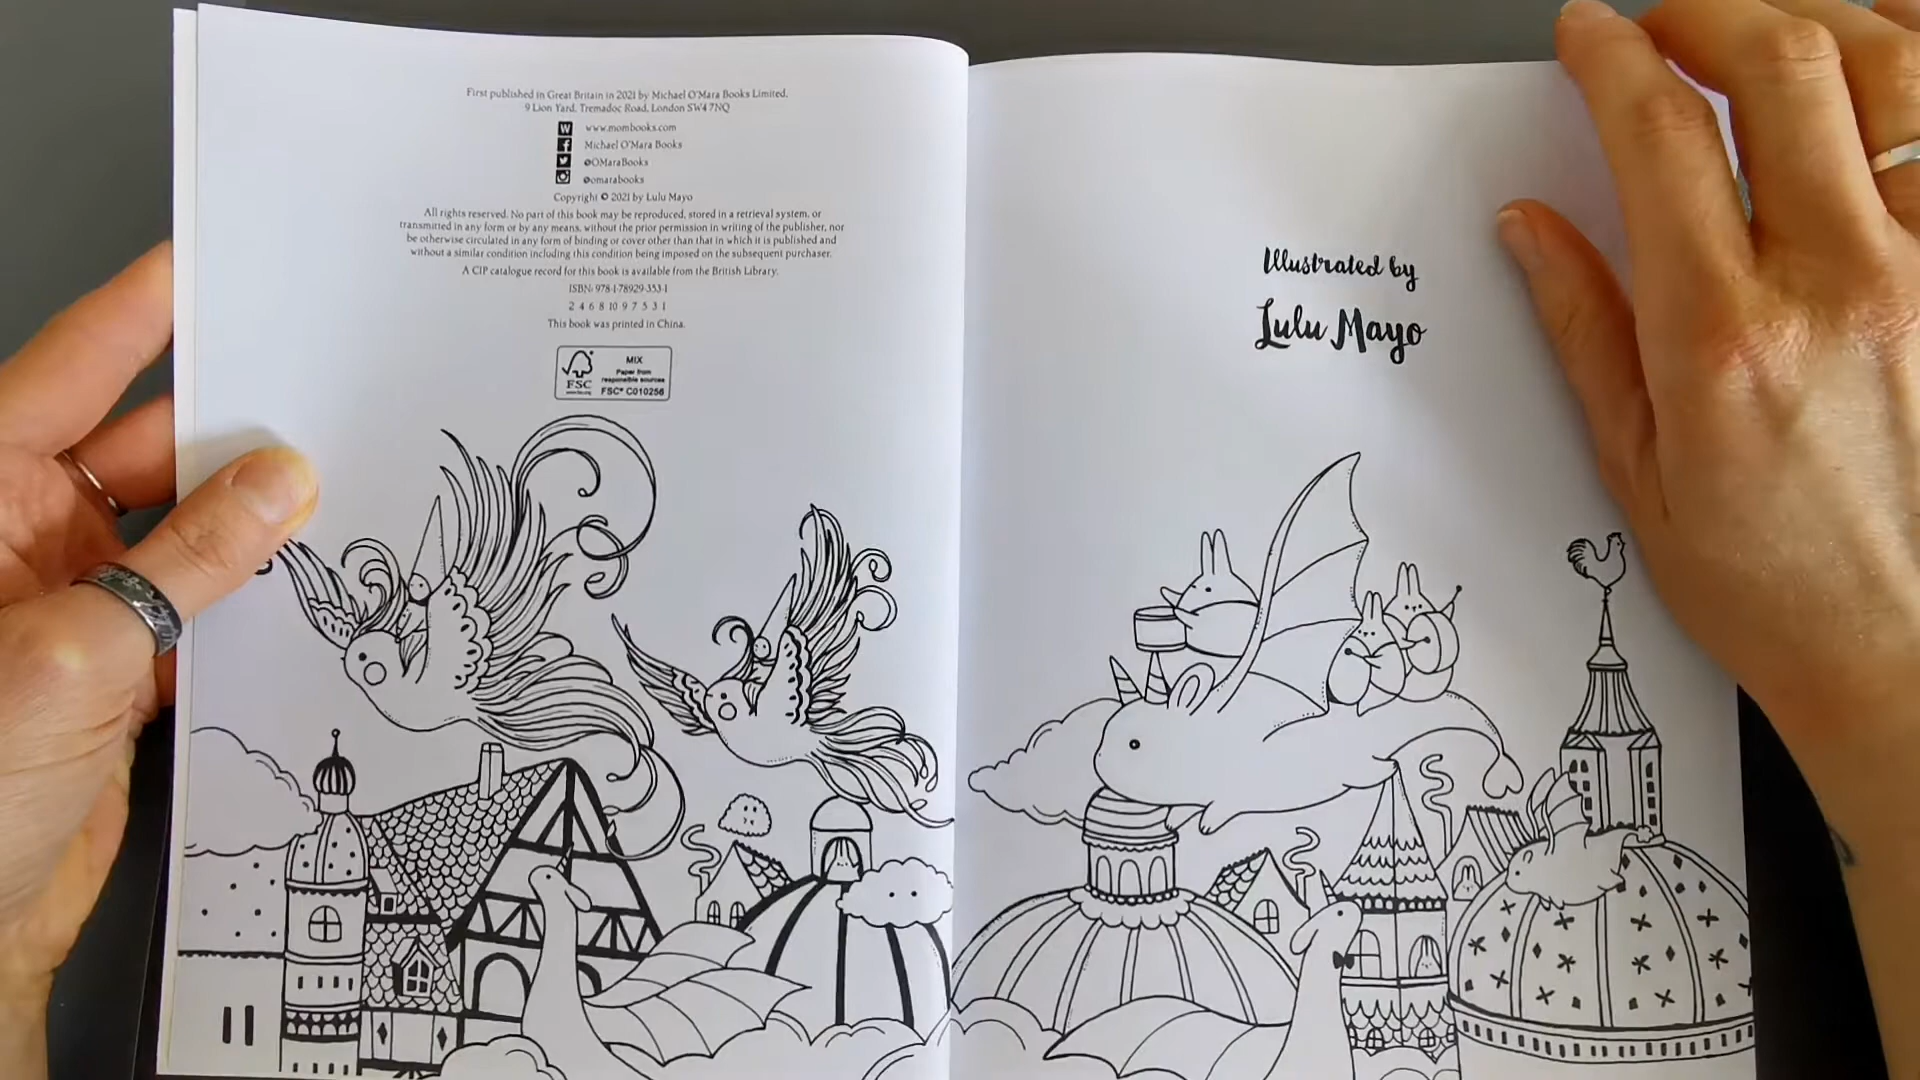 First published in Great Britain in 2021 by Michael O'Mara Books Limited,
9 Lion Yard, Tremadoc Road, London SW4 7NQ
W www.mombooks.com
f Michael O'Mara Books
@OMaraBooks
@omarabooks
Copyright © 2021 by Lulu Mayo
All rights reserved. No part of this book may be reproduced, stored in a retrieval system, or
transmitted in any form or by any means, without the prior permission in writing of the publisher, nor
be otherwise circulated in any form of binding or cover other than that in which it is published and
without a similar condition including this condition being imposed on the subsequent purchaser.
A CIP catalogue record for this book is available from the British Library.
ISBN: 978-1-78929-353-1
2 4 6 8 10 9 7 5 3 1
This book was printed in China.
FSC
www.fsc.org
MIX
Paper from
responsible sources
FSC® C010256
Illustrated by
Lulu Mayo